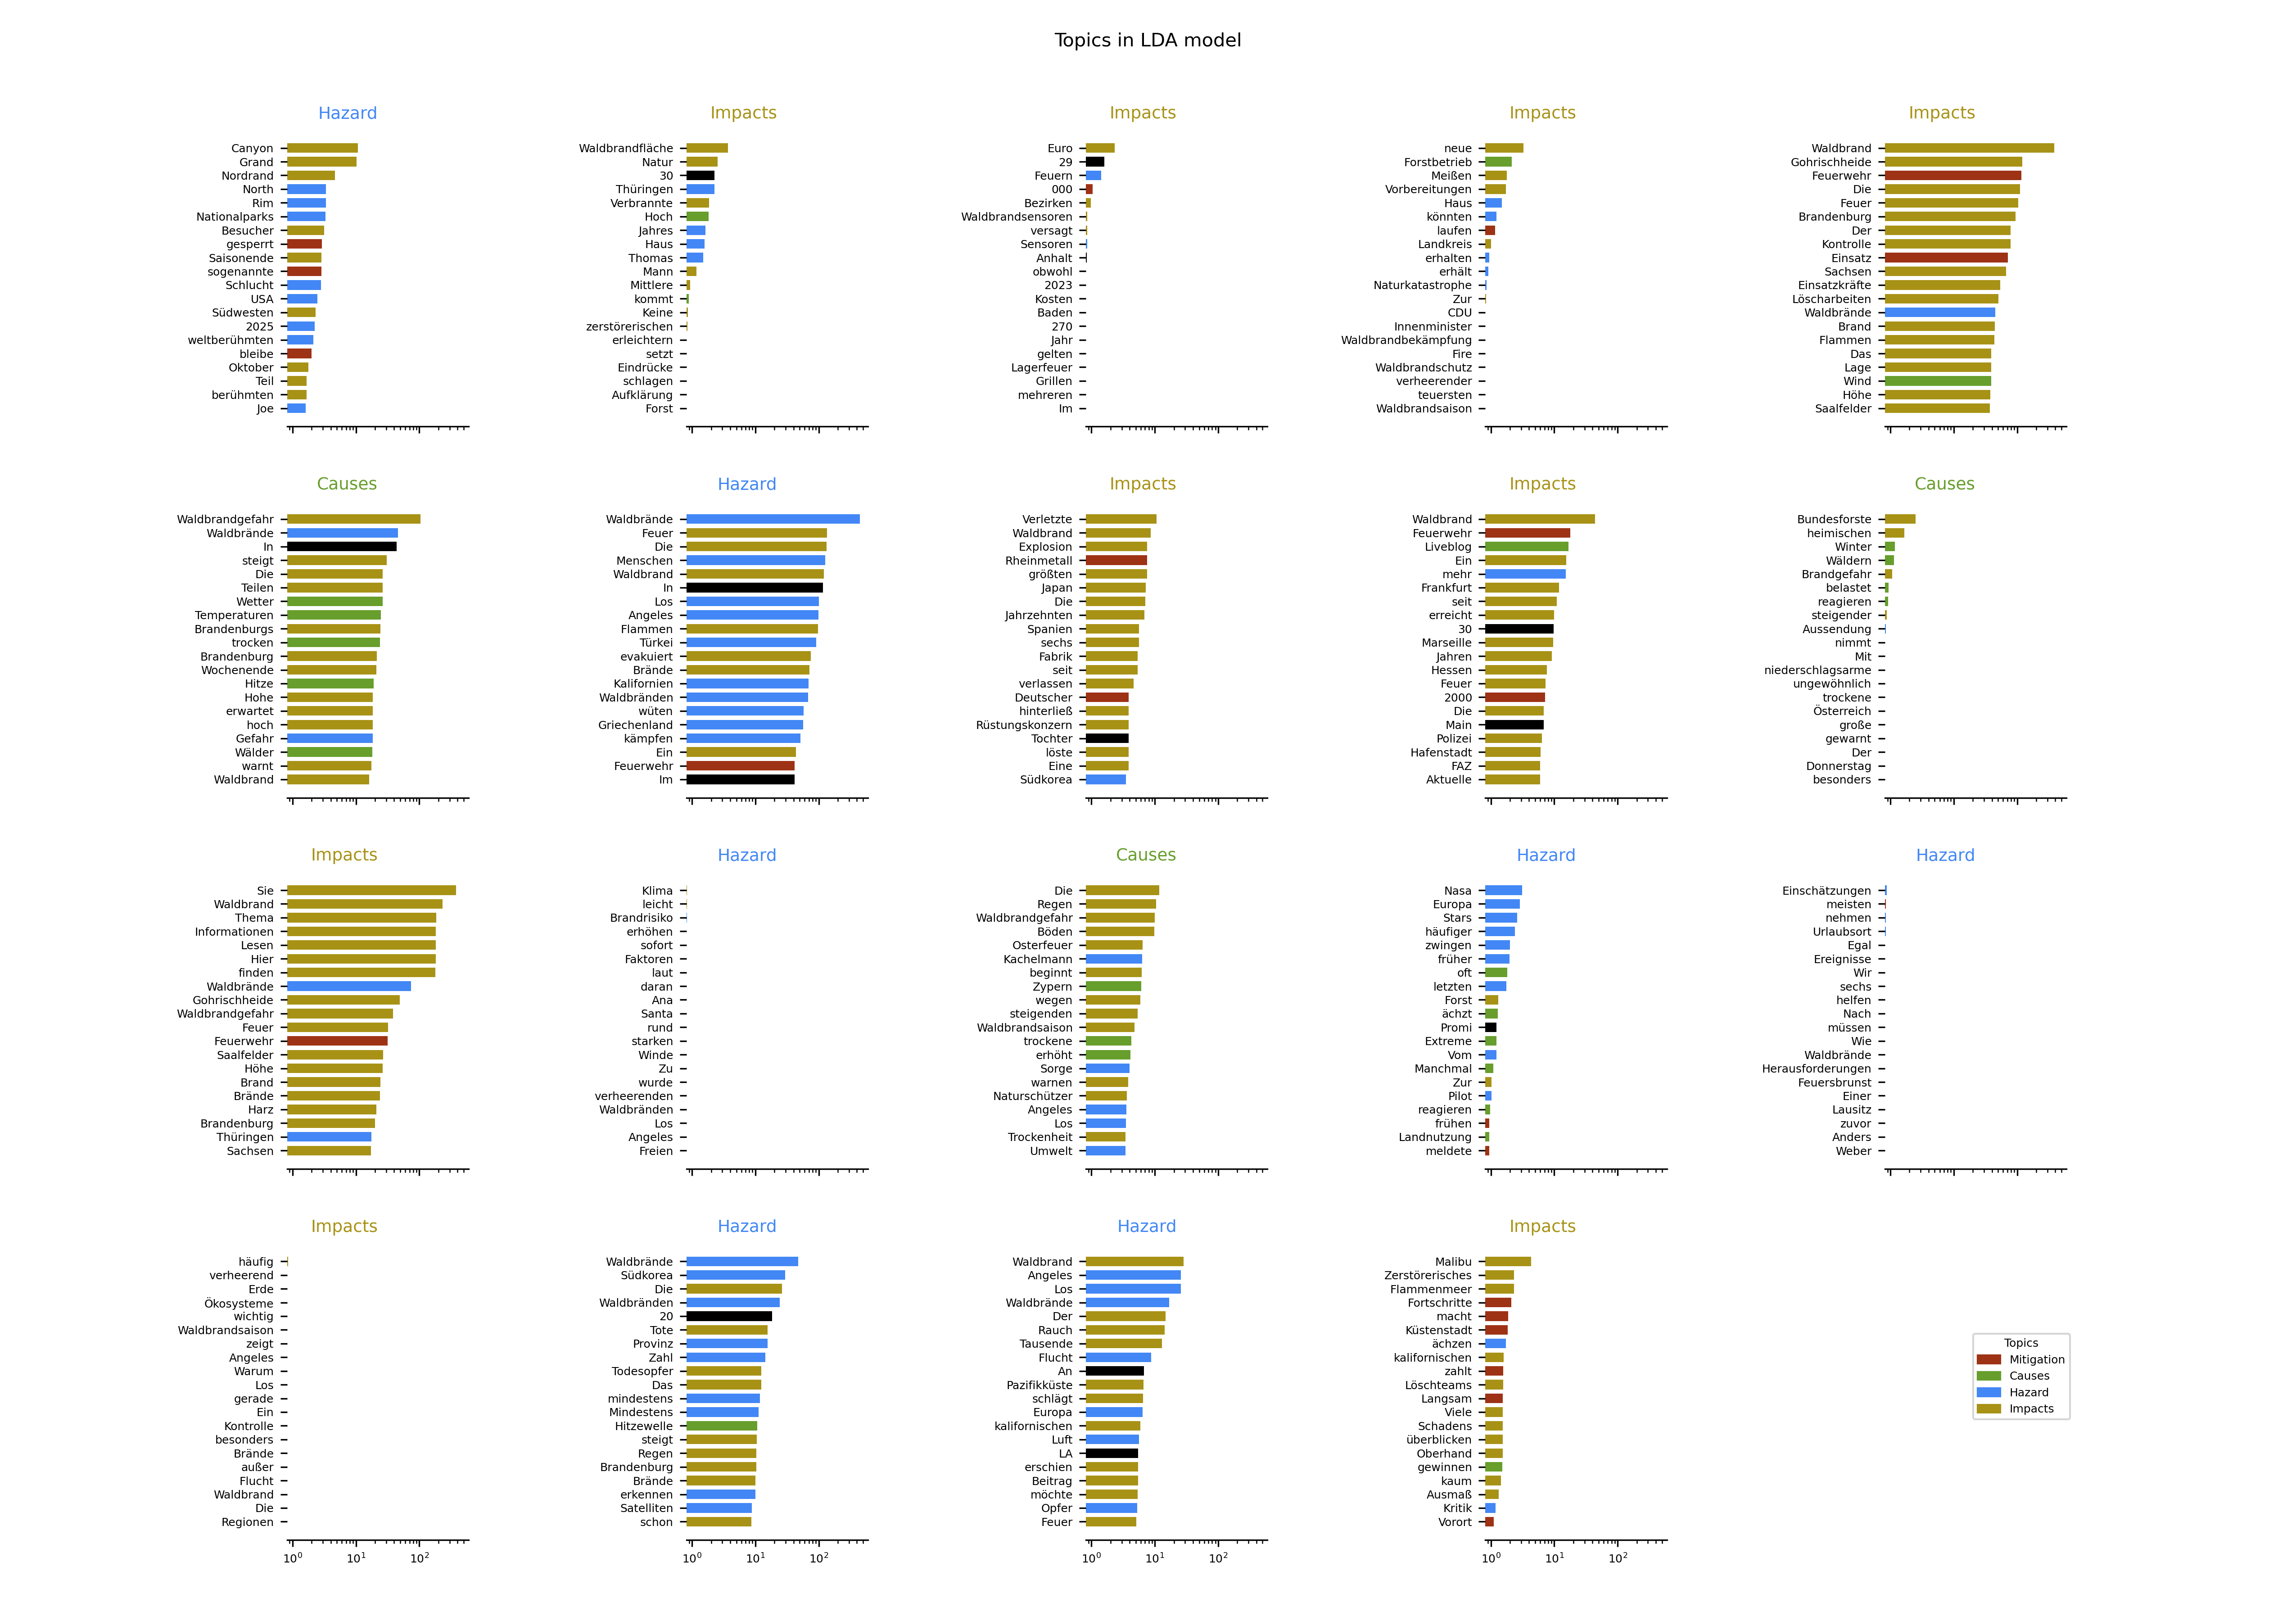 Topics in LDA model
Hazard
Canyon
Grand
Nordrand
North
Rim
Nationalparks
Besucher
gesperrt
Saisonende
sogenannte
Schlucht
USA
Südwesten
2025
weltberühmten
bleibe
Oktober
Teil
berühmten
Joe
Impacts
Waldbrandfläche
Natur
30
Thüringen
Verbrannte
Hoch
Jahres
Haus
Thomas
Mann
Mittlere
kommt
Keine
zerstörerischen
erleichtern
setzt
Eindrücke
schlagen
Aufklärung
Forst
Impacts
Euro
29
Feuern
000
Bezirken
Waldbrandsensoren
versagt
Sensoren
Anhalt
obwohl
2023
Kosten
Baden
270
Jahr
gelten
Lagerfeuer
Grillen
mehreren
Im
Impacts
neue
Forstbetrieb
Meißen
Vorbereitungen
Haus
könnten
laufen
Landkreis
erhalten
erhält
Naturkatastrophe
Zur
CDU
Innenminister
Waldbrandbekämpfung
Fire
Waldbrandschutz
verheerender
teuersten
Waldbrandsaison
Impacts
Waldbrand
Gohrischheide
Feuerwehr
Die
Feuer
Brandenburg
Der
Kontrolle
Einsatz
Sachsen
Einsatzkräfte
Löscharbeiten
Waldbrände
Brand
Flammen
Das
Lage
Wind
Höhe
Saalfelder
Causes
Waldbrandgefahr
Waldbrände
In
steigt
Die
Teilen
Wetter
Temperaturen
Brandenburgs
trocken
Brandenburg
Wochenende
Hitze
Hohe
erwartet
hoch
Gefahr
Wälder
warnt
Waldbrand
Hazard
Waldbrände
Feuer
Die
Menschen
Waldbrand
In
Los
Angeles
Flammen
Türkei
evakuiert
Brände
Kalifornien
Waldbränden
wüten
Griechenland
kämpfen
Ein
Feuerwehr
Im
Impacts
Verletzte
Waldbrand
Explosion
Rheinmetall
größten
Japan
Die
Jahrzehnten
Spanien
sechs
Fabrik
seit
verlassen
Deutscher
hinterließ
Rüstungskonzern
Tochter
löste
Eine
Südkorea
Impacts
Waldbrand
Feuerwehr
Liveblog
Ein
mehr
Frankfurt
seit
erreicht
30
Marseille
Jahren
Hessen
Feuer
2000
Die
Main
Polizei
Hafenstadt
FAZ
Aktuelle
Causes
Bundesforste
heimischen
Winter
Wäldern
Brandgefahr
belastet
reagieren
steigender
Aussendung
nimmt
Mit
niederschlagsarme
ungewöhnlich
trockene
Österreich
große
gewarnt
Der
Donnerstag
besonders
Impacts
Sie
Waldbrand
Thema
Informationen
Lesen
Hier
finden
Waldbrände
Gohrischheide
Waldbrandgefahr
Feuer
Feuerwehr
Saalfelder
Höhe
Brand
Brände
Harz
Brandenburg
Thüringen
Sachsen
Hazard
Klima
leicht
Brandrisiko
erhöhen
sofort
Faktoren
laut
daran
Ana
Santa
rund
starken
Winde
Zu
wurde
verheerenden
Waldbränden
Los
Angeles
Freien
Causes
Die
Regen
Waldbrandgefahr
Böden
Osterfeuer
Kachelmann
beginnt
Zypern
wegen
steigenden
Waldbrandsaison
trockene
erhöht
Sorge
warnen
Naturschützer
Angeles
Los
Trockenheit
Umwelt
Hazard
Nasa
Europa
Stars
häufiger
zwingen
früher
oft
letzten
Forst
ächzt
Promi
Extreme
Vom
Manchmal
Zur
Pilot
reagieren
frühen
Landnutzung
meldete
Hazard
Einschätzungen
meisten
nehmen
Urlaubsort
Egal
Ereignisse
Wir
sechs
helfen
Nach
müssen
Wie
Waldbrände
Herausforderungen
Feuersbrunst
Einer
Lausitz
zuvor
Anders
Weber
Impacts
häufig
verheerend
Erde
Ökosysteme
wichtig
Waldbrandsaison
zeigt
Angeles
Warum
Los
gerade
Ein
Kontrolle
besonders
Brände
außer
Flucht
Waldbrand
Die
Regionen
10⁰ 10¹ 10²
Hazard
Waldbrände
Südkorea
Die
Waldbränden
20
Tote
Provinz
Zahl
Todesopfer
Das
mindestens
Mindestens
Hitzewelle
steigt
Regen
Brandenburg
Brände
erkennen
Satelliten
schon
10⁰ 10¹ 10²
Hazard
Waldbrand
Angeles
Los
Waldbrände
Der
Rauch
Tausende
Flucht
An
Pazifikküste
schlägt
Europa
kalifornischen
Luft
LA
erschien
Beitrag
möchte
Opfer
Feuer
10⁰ 10¹ 10²
Impacts
Malibu
Zerstörerisches
Flammenmeer
Fortschritte
macht
Küstenstadt
ächzen
kalifornischen
zahlt
Löschteams
Langsam
Viele
Schadens
überblicken
Oberhand
gewinnen
kaum
Ausmaß
Kritik
Vorort
10⁰ 10¹ 10²
Topics
Mitigation
Causes
Hazard
Impacts